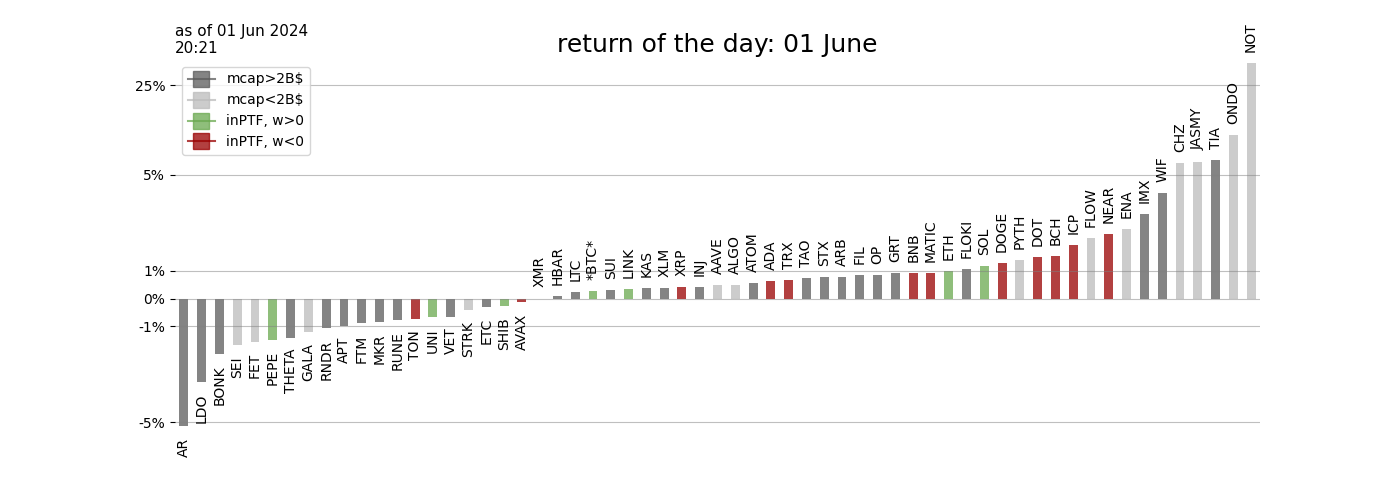 as of 01 Jun 2024
20:21
return of the day: 01 June
mcap>2B$
mcap<2B$
inPTF, w>0
inPTF, w<0
25%
5%
1%
0%
-1%
-5%
AR
LDO
BONK
SEI
FET
PEPE
THETA
GALA
RNDR
APT
FTM
MKR
RUNE
TON
UNI
VET
STRK
ETC
SHIB
AVAX
XMR
HBAR
LTC
*BTC*
SUI
LINK
KAS
XLM
XRP
INJ
AAVE
ALGO
ATOM
ADA
TRX
TAO
STX
ARB
FIL
OP
GRT
BNB
MATIC
ETH
FLOKI
SOL
DOGE
PYTH
DOT
BCH
ICP
FLOW
NEAR
ENA
IMX
WIF
CHZ
JASMY
TIA
ONDO
NOT